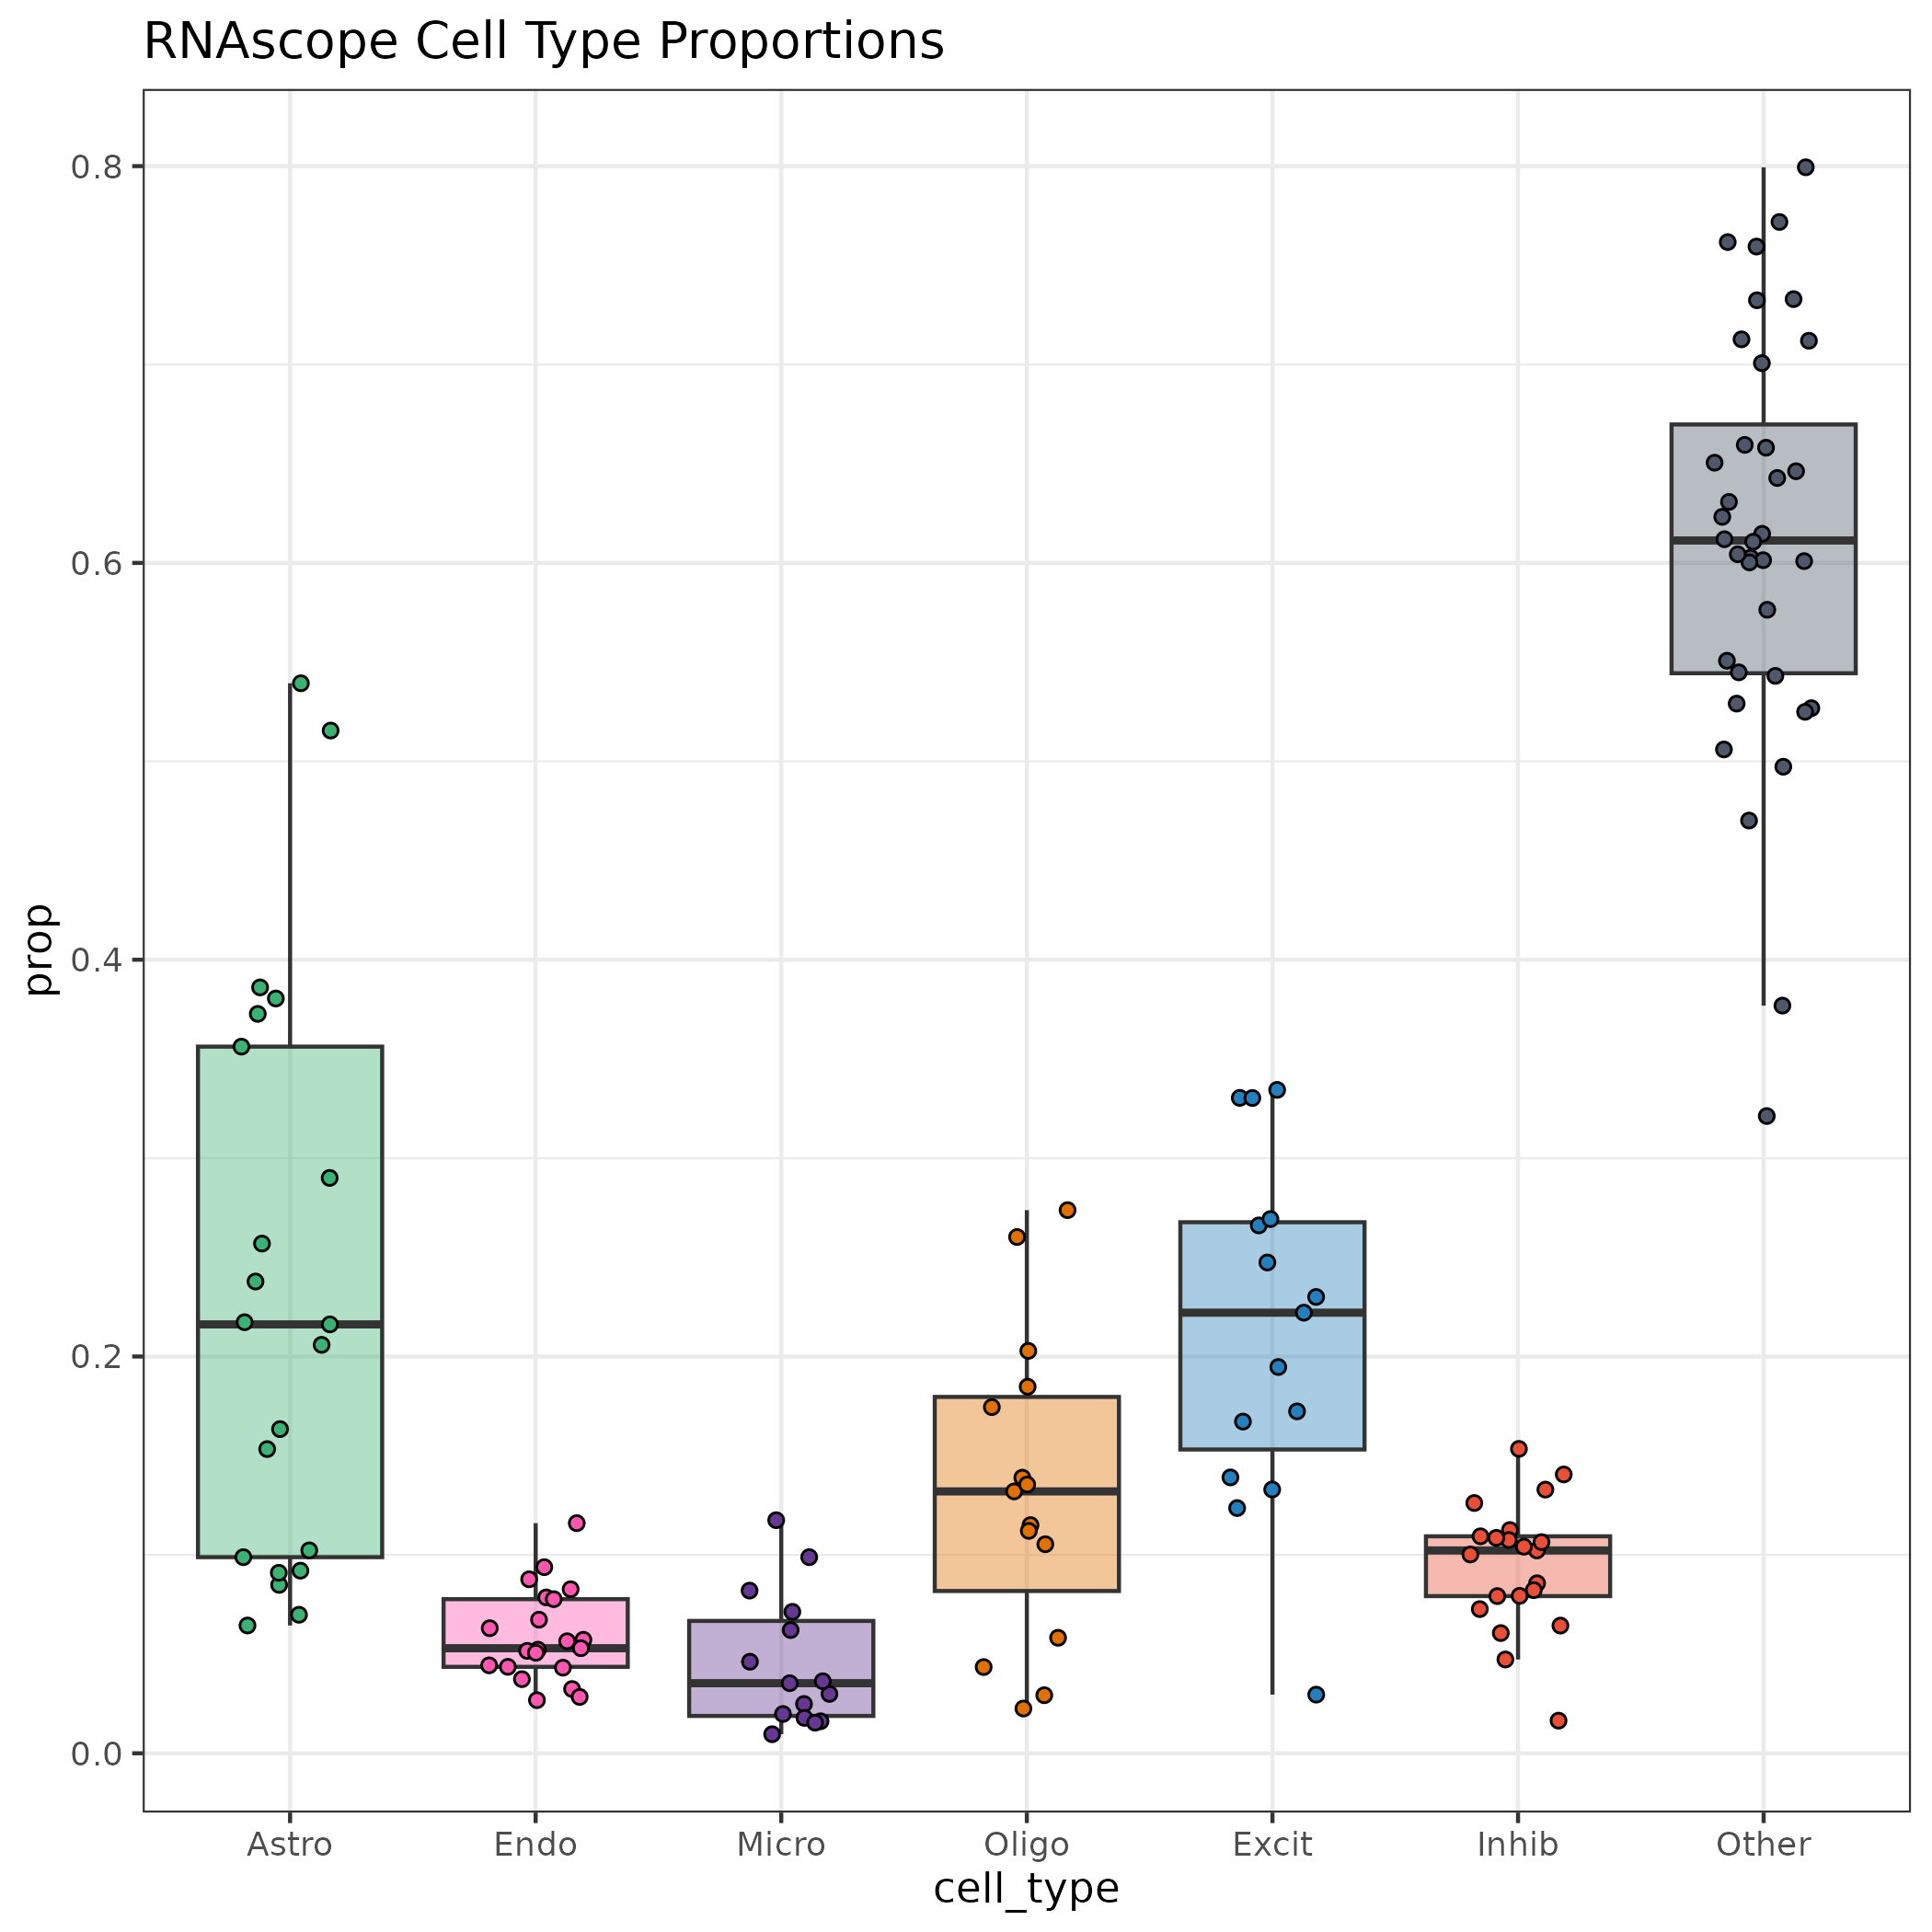 RNAscope Cell Type Proportions
prop
0.8
0.6
0.4
0.2
0.0
Astro Endo Micro Oligo Excit Inhib Other
cell_type